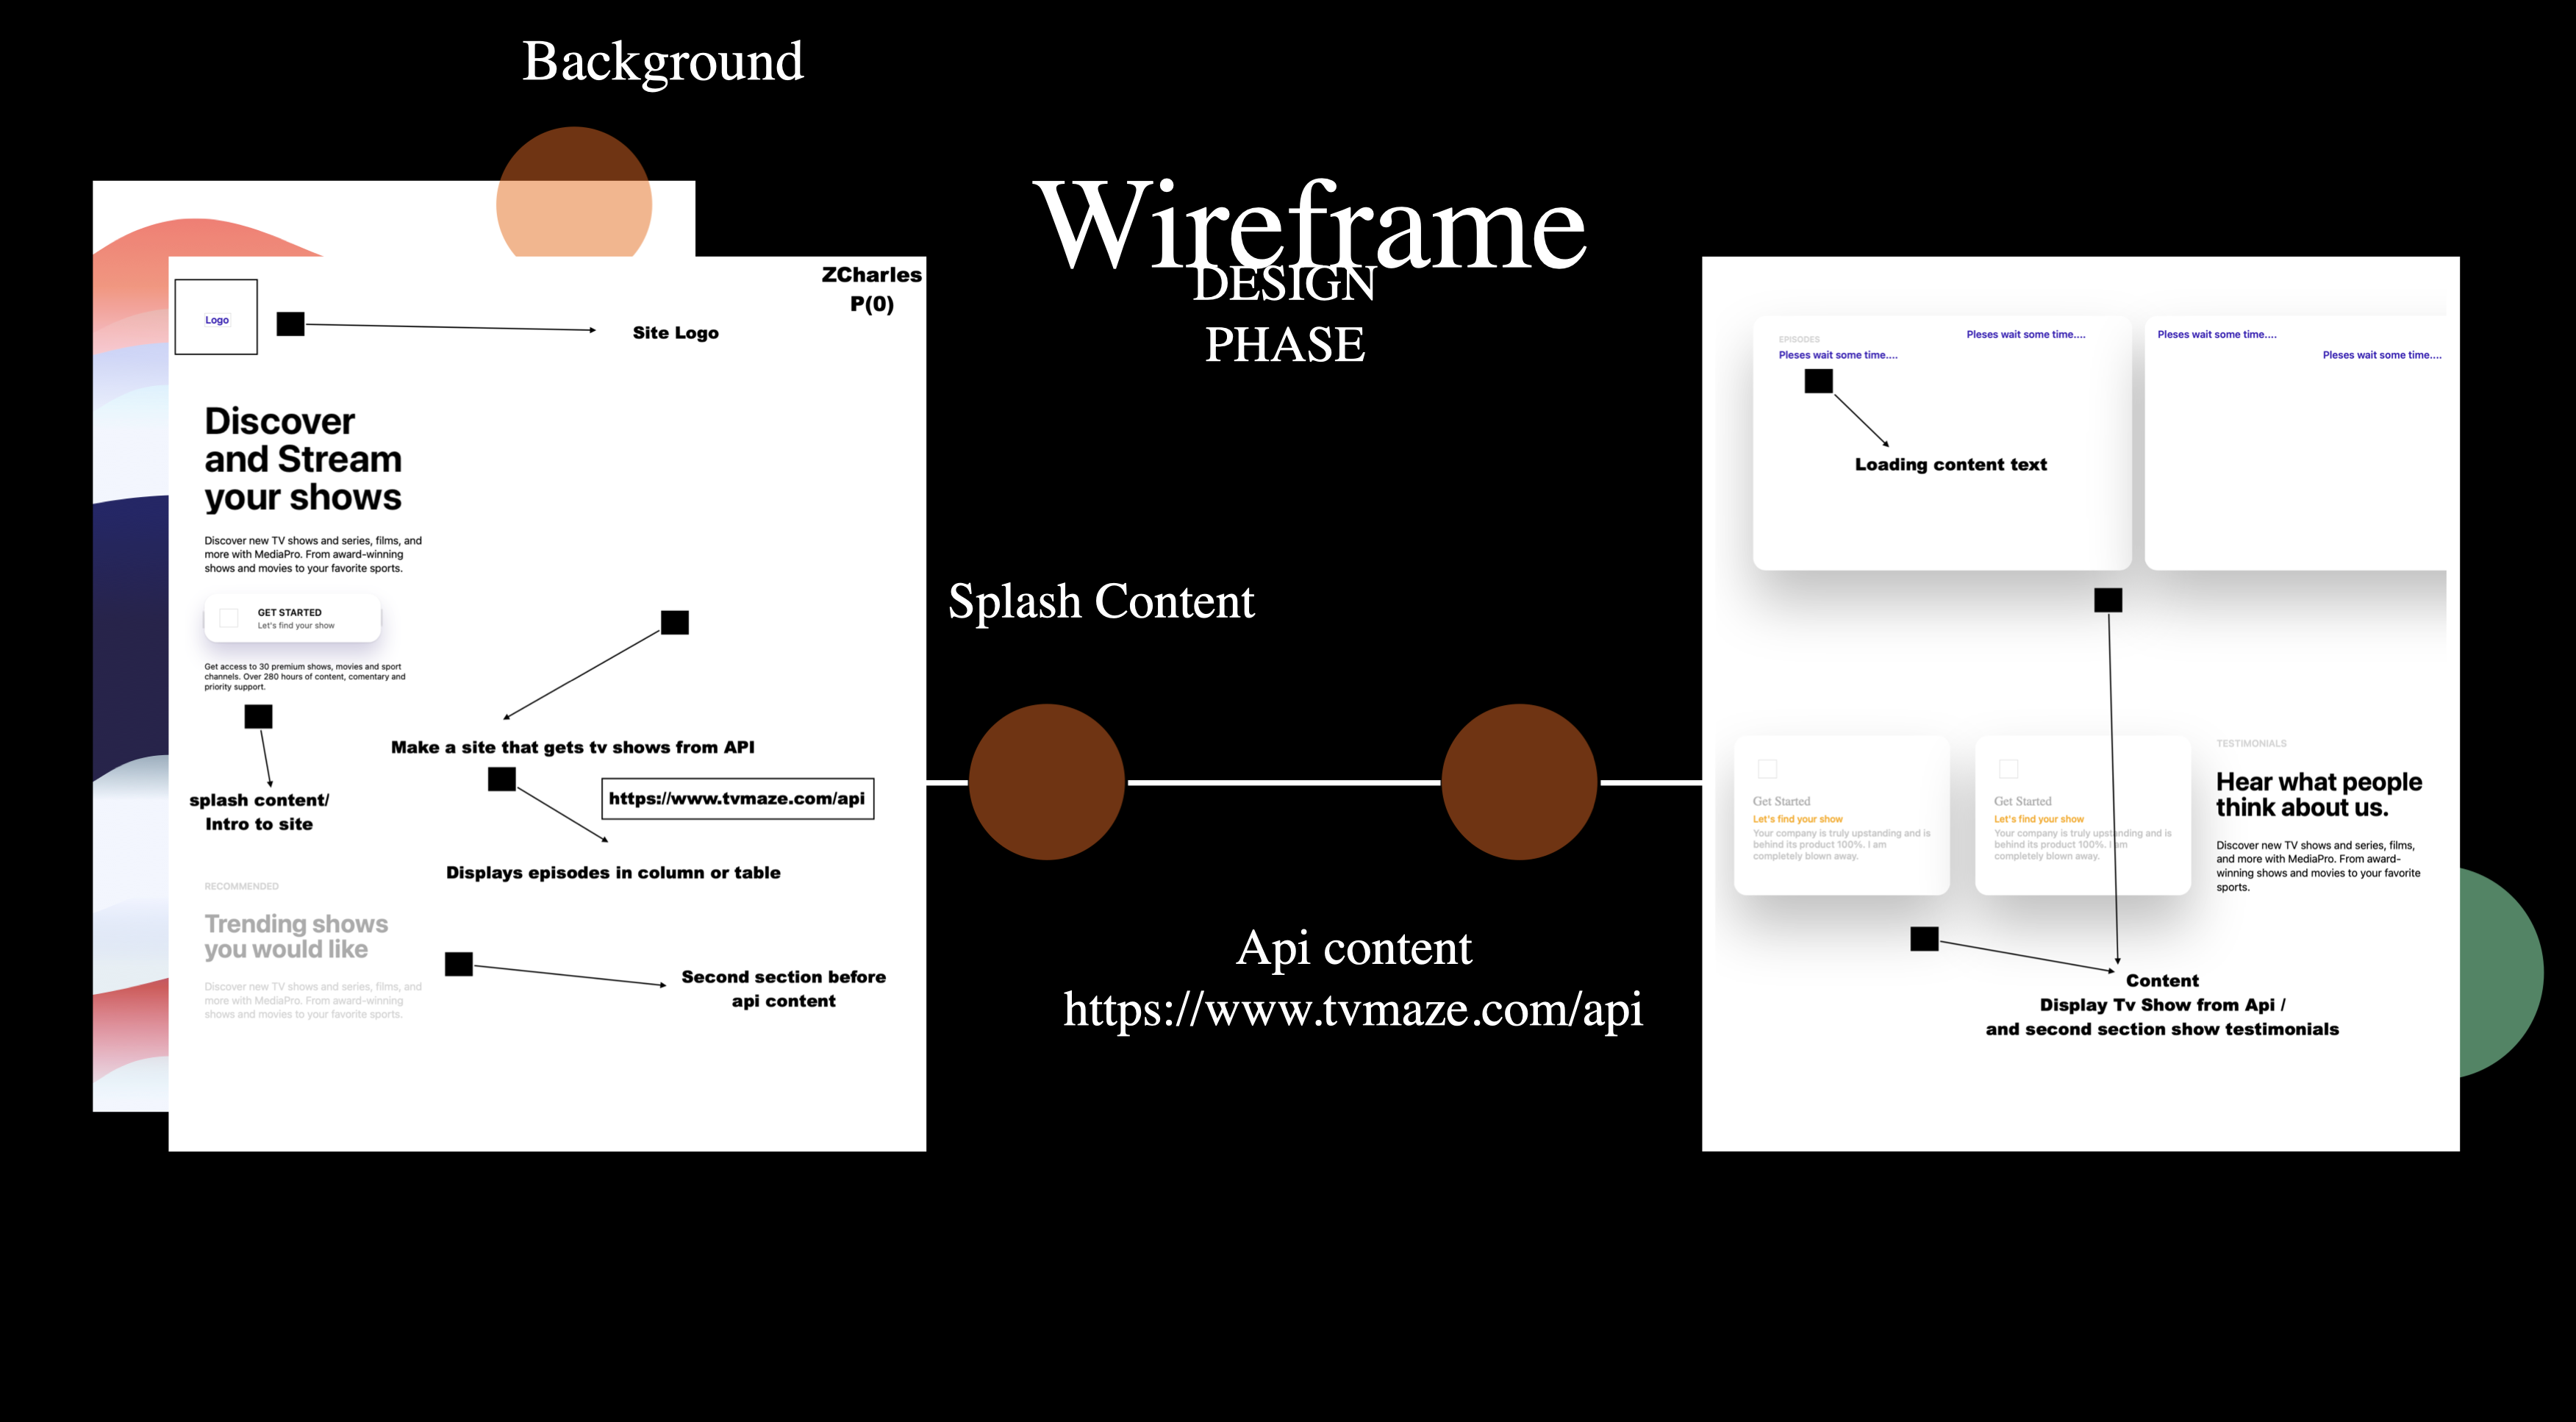 Background
Wireframe
DESIGN
PHASE
ZCharles
P(0)
Logo
Site Logo
Discover
and Stream
your shows
Discover new TV shows and series, films, and
more with MediaPro. From award-winning
shows and movies to your favorite sports.
GET STARTED
Let's find your show
Get access to 30 premium shows, movies and sport
channels. Over 280 hours of content, comentary and
priority support.
splash content/
Intro to site
Make a site that gets tv shows from API
https://www.tvmaze.com/api
Displays episodes in column or table
RECOMMENDED
Trending shows
you would like
Discover new TV shows and series, films, and
more with MediaPro. From award-winning
shows and movies to your favorite sports.
Second section before
api content
Splash Content
Api content
https://www.tvmaze.com/api
EPISODES
Pleses wait some time....
Pleses wait some time....
Pleses wait some time....
Pleses wait some time....
Loading content text
Get Started
Let's find your show
Your company is truly upstanding and is
behind its product 100%. I am
completely blown away.
Get Started
Let's find your show
Your company is truly upstanding and is
behind its product 100%. I am
completely blown away.
TESTIMONIALS
Hear what people
think about us.
Discover new TV shows and series, films,
and more with MediaPro. From award-
winning shows and movies to your favorite
sports.
Content
Display Tv Show from Api /
and second section show testimonials